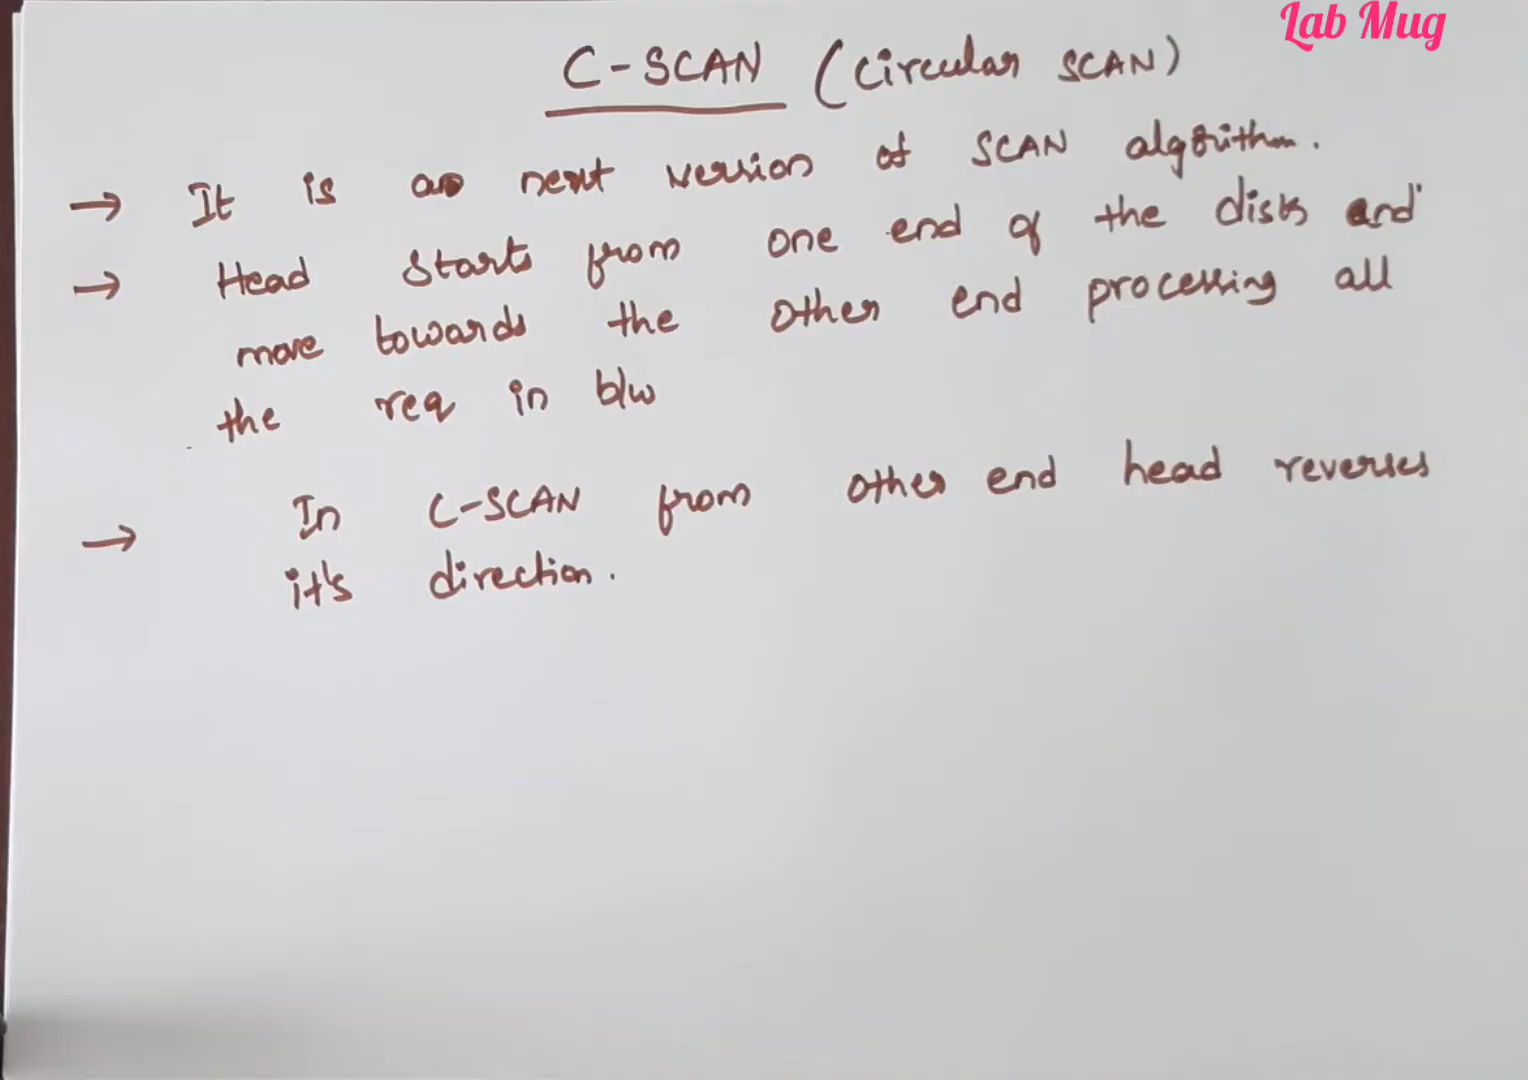 Lab Mug
C-SCAN (Circular SCAN)
→ It is a next version of SCAN algorithm.
→ Head starts from one end of the disk and
move towards the other end processing all
the req in b/w
→ In C-SCAN from other end head reverses
it's direction.